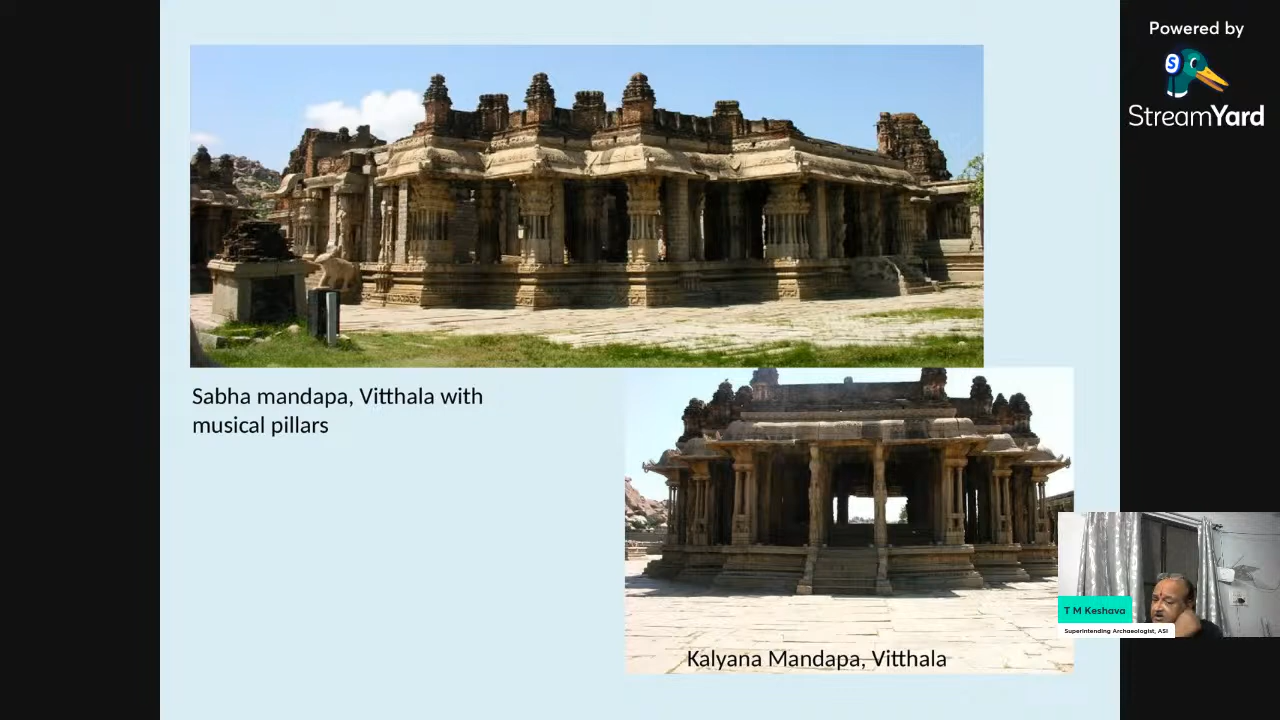 Powered by
StreamYard
Sabha mandapa, Vitthala with
musical pillars
Kalyana Mandapa, Vitthala
T M Keshava
Superintending Archaeologist, ASI